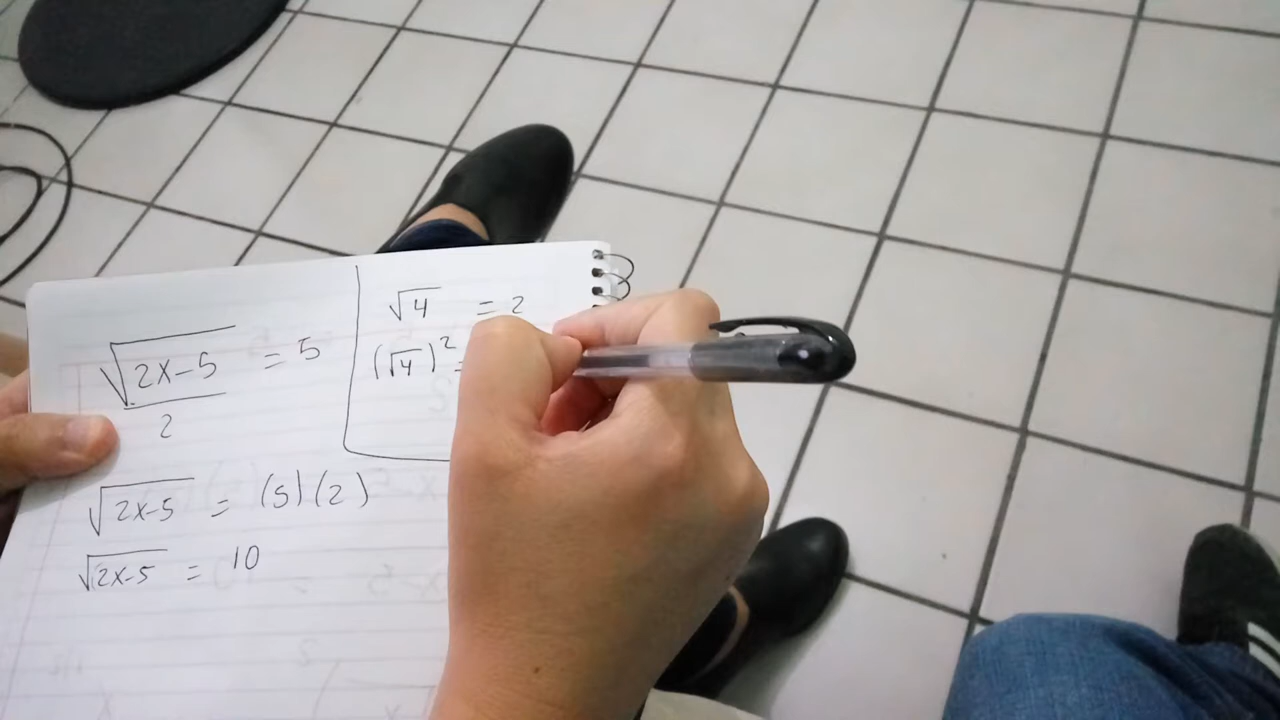 √2x-5 = 5
2
√2x-5 = (5)(2)
√2x-5 = 10
√4 = 2
(√4)² =